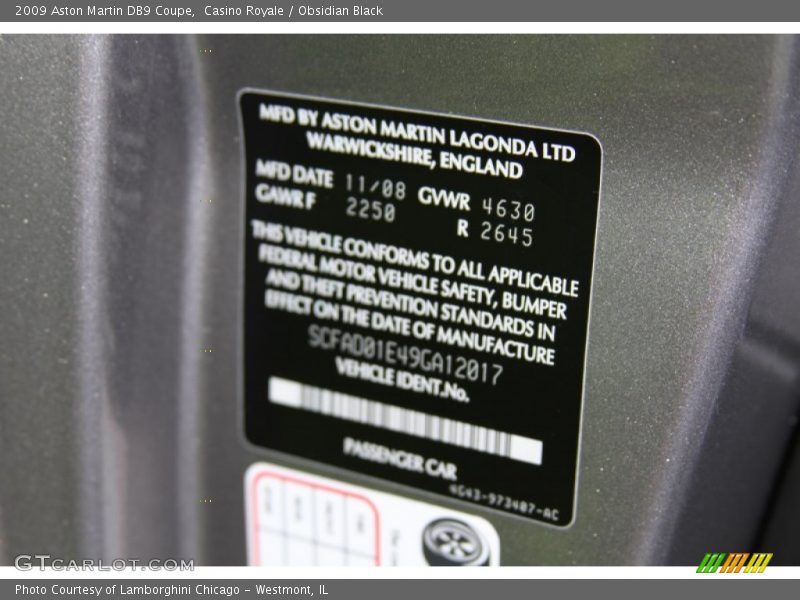 2009 Aston Martin DB9 Coupe,  Casino Royale / Obsidian Black
MFD BY ASTON MARTIN LAGONDA LTD
WARWICKSHIRE, ENGLAND
MFD DATE 11/08 GVWR 4630
GAWR F 2250 R 2645
THIS VEHICLE CONFORMS TO ALL APPLICABLE
FEDERAL MOTOR VEHICLE SAFETY, BUMPER
AND THEFT PREVENTION STANDARDS IN
EFFECT ON THE DATE OF MANUFACTURE
SCFAD01E49GA12017
VEHICLE IDENT.No.
PASSENGER CAR
4G43-973487-AC
GTCARLOT.COM
Photo Courtesy of Lamborghini Chicago - Westmont, IL